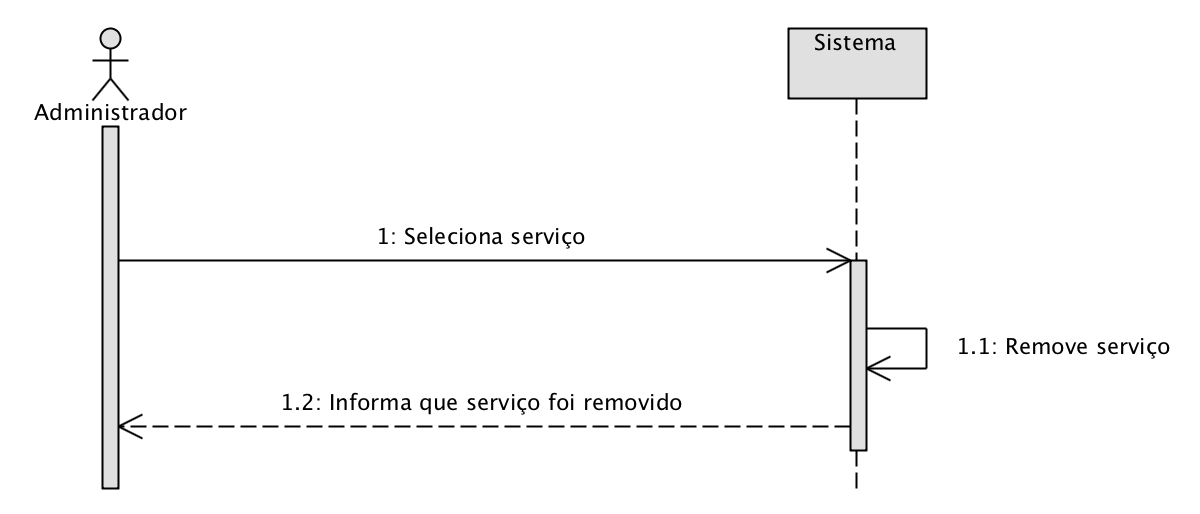 Sistema
Administrador
1: Seleciona serviço
1.1: Remove serviço
1.2: Informa que serviço foi removido